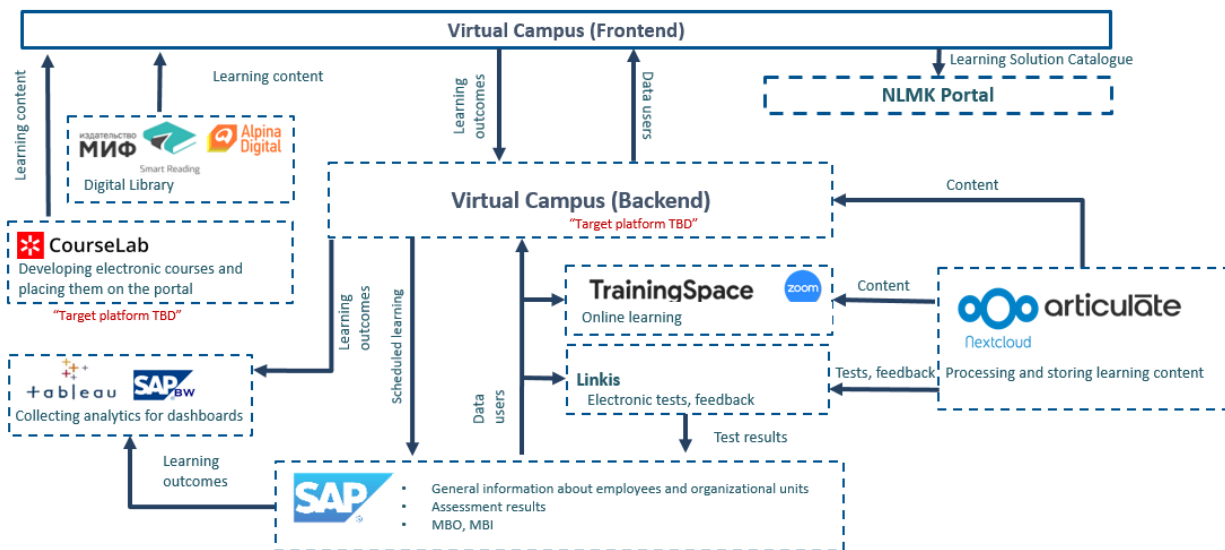 Virtual Campus (Frontend)
Learning content
Learning content
Learning
outcomes
Data users
Learning Solution Catalogue
NLMK Portal
издательство
МИФ
Smart Reading
Alpina
Digital
Digital Library
Virtual Campus (Backend)
"Target platform TBD"
Content
CourseLab
Developing electronic courses and
placing them on the portal
"Target platform TBD"
Learning
outcomes
Scheduled learning
Data
users
TrainingSpace
zoom
Online learning
Content
Nextcloud
articulate
Processing and storing learning content
Linkis
Electronic tests, feedback
Tests, feedback
Test results
tableau
SAP BW
Collecting analytics for dashboards
Learning
outcomes
SAP
• General information about employees and organizational units
• Assessment results
• MBO, MBI